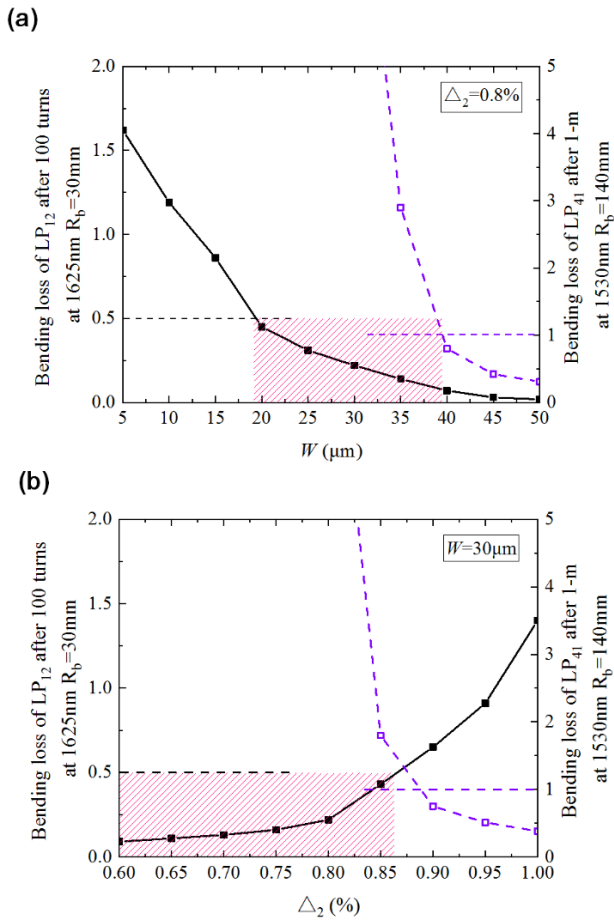 (a)
Bending loss of LP12 after 100 turns
at 1625nm Rb=30mm
2.0
1.5
1.0
0.5
0.0
△2=0.8%
5
4
3
2
1
0
Bending loss of LP41 after 1-m
at 1530nm Rb=140mm
5 10 15 20 25 30 35 40 45 50
W (μm)
(b)
Bending loss of LP12 after 100 turns
at 1625nm Rb=30mm
2.0
1.5
1.0
0.5
0.0
W=30μm
5
4
3
2
1
0
Bending loss of LP41 after 1-m
at 1530nm Rb=140mm
0.60 0.65 0.70 0.75 0.80 0.85 0.90 0.95 1.00
△2 (%)